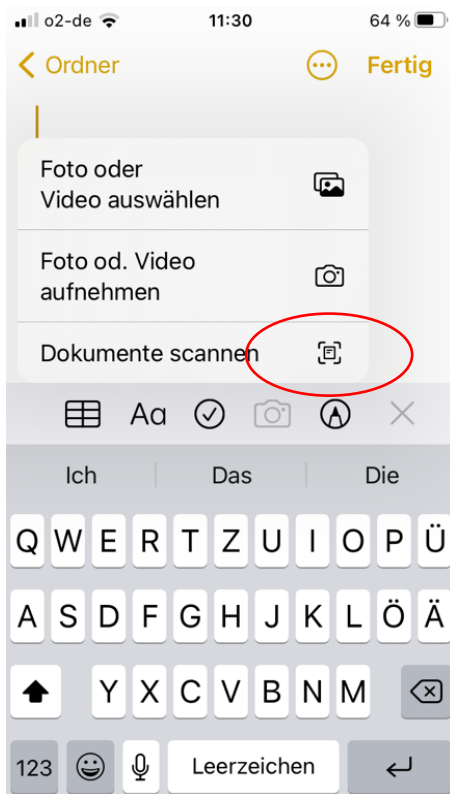 o2-de 11:30 64 %
Ordner Fertig
Foto oder
Video auswählen
Foto od. Video
aufnehmen
Dokumente scannen
Aa
Ich Das Die
Q W E R T Z U I O P Ü
A S D F G H J K L Ö Ä
Y X C V B N M
123 Leerzeichen